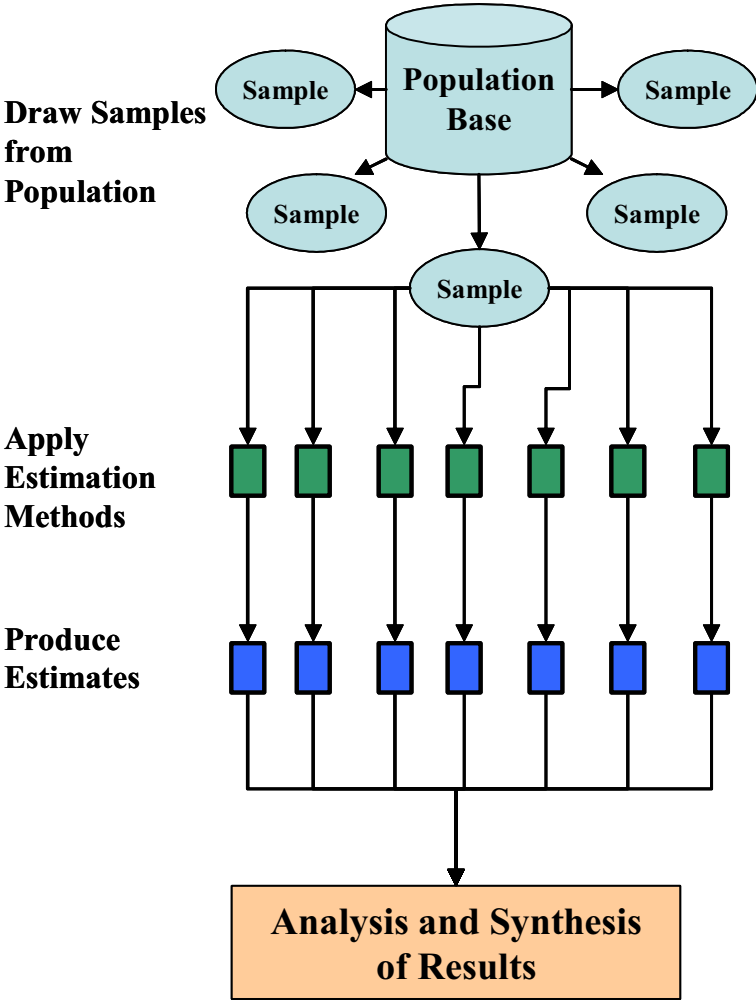 Population
Base
Sample
Sample
Draw Samples
from
Population
Sample
Sample
Sample
Apply
Estimation
Methods
Produce
Estimates
Analysis and Synthesis
of Results